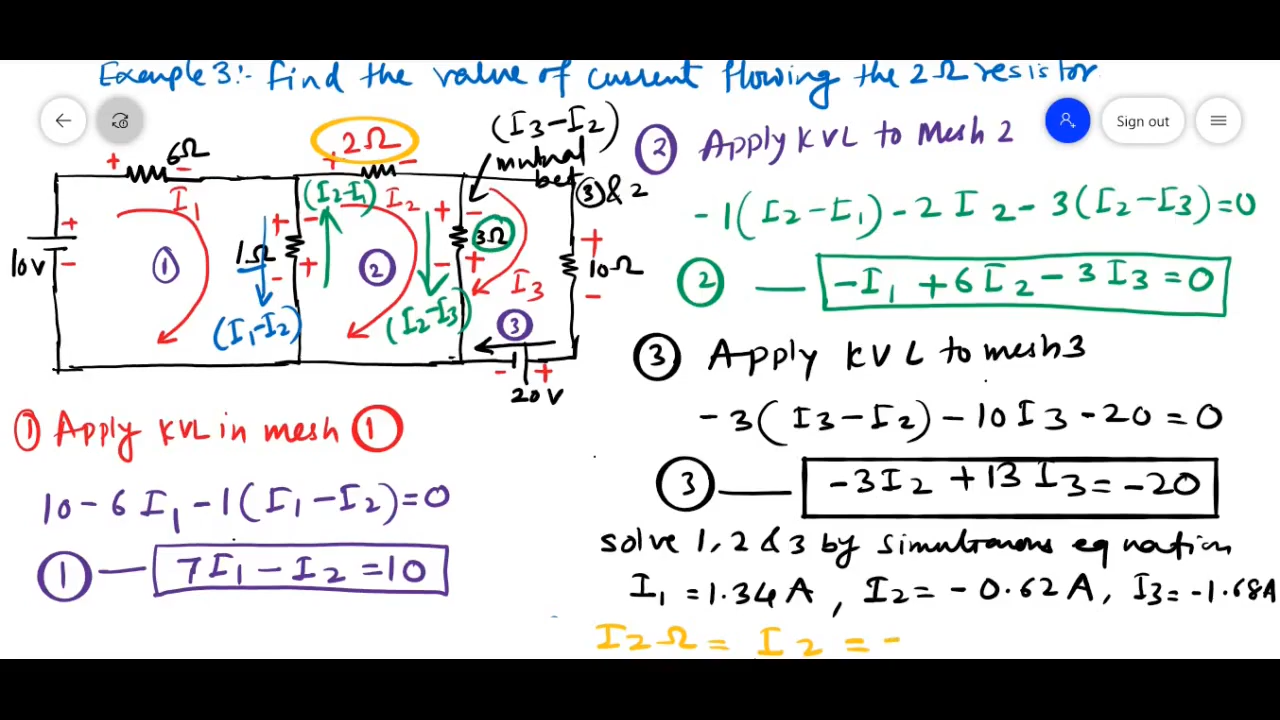 Example 3:- Find the value of current flowing the 2Ω resistor.
Sign out
+ 6Ω -
I1
+ 2Ω -
(I3-I2)
mutual
bet
③ & 2
(I2-I1)
I2
10V
+
-
①
1Ω
②
3Ω
+
10Ω
-
I3
(I1-I2)
(I2-I3)
③
- +
20V
① Apply KVL in mesh ①
10-6I1-1(I1-I2)=0
① — 7I1-I2=10
② Apply KVL to Mesh 2
-1(I2-I1)-2I2-3(I2-I3)=0
② — -I1+6I2-3I3=0
③ Apply KVL to mesh 3
-3(I3-I2)-10I3-20=0
③ — -3I2+13I3=-20
solve 1, 2 & 3 by simultranous equation
I1=1.34A, I2=-0.62A, I3=-1.68A
I2Ω = I2 = -